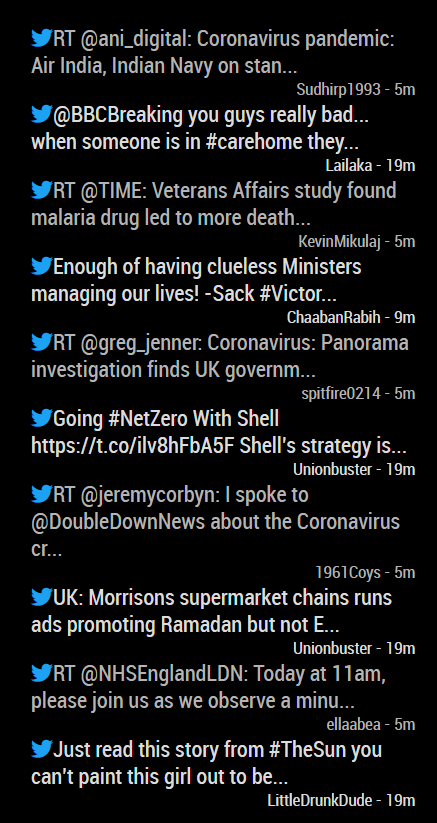 RT @ani_digital: Coronavirus pandemic:
Air India, Indian Navy on stan...
Sudhirp1993 - 5m
@BBCBreaking you guys really bad...
when someone is in #carehome they...
Lailaka - 19m
RT @TIME: Veterans Affairs study found
malaria drug led to more death...
KevinMikulaj - 5m
Enough of having clueless Ministers
managing our lives! -Sack #Victor...
ChaabanRabih - 9m
RT @greg_jenner: Coronavirus: Panorama
investigation finds UK governm...
spitfire0214 - 5m
Going #NetZero With Shell
https://t.co/ilv8hFbA5F Shell's strategy is...
Unionbuster - 19m
RT @jeremycorbyn: I spoke to
@DoubleDownNews about the Coronavirus
cr...
1961Coys - 5m
UK: Morrisons supermarket chains runs
ads promoting Ramadan but not E...
Unionbuster - 19m
RT @NHSEnglandLDN: Today at 11am,
please join us as we observe a minu...
ellaabea - 5m
Just read this story from #TheSun you
can't paint this girl out to be...
LittleDrunkDude - 19m